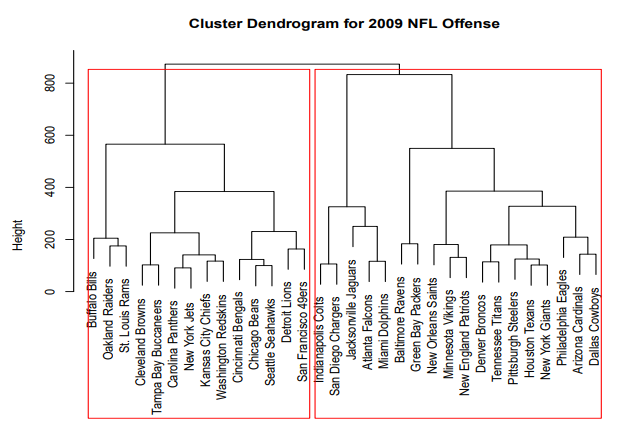 Cluster Dendrogram for 2009 NFL Offense
Height
800
600
400
200
0
Buffalo Bills
Oakland Raiders
St. Louis Rams
Cleveland Browns
Tampa Bay Buccaneers
Carolina Panthers
New York Jets
Kansas City Chiefs
Washington Redskins
Cincinnati Bengals
Chicago Bears
Seattle Seahawks
Detroit Lions
San Francisco 49ers
Indianapolis Colts
San Diego Chargers
Jacksonville Jaguars
Atlanta Falcons
Miami Dolphins
Baltimore Ravens
Green Bay Packers
New Orleans Saints
Minnesota Vikings
New England Patriots
Denver Broncos
Tennessee Titans
Pittsburgh Steelers
Houston Texans
New York Giants
Philadelphia Eagles
Arizona Cardinals
Dallas Cowboys